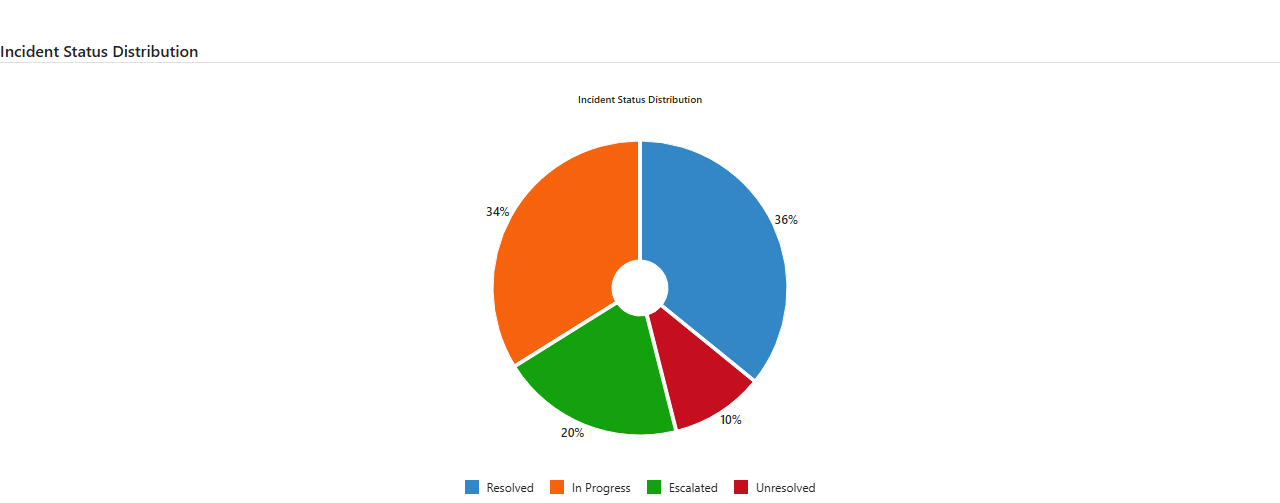 Incident Status Distribution
Incident Status Distribution
34%
36%
20%
10%
Resolved In Progress Escalated Unresolved